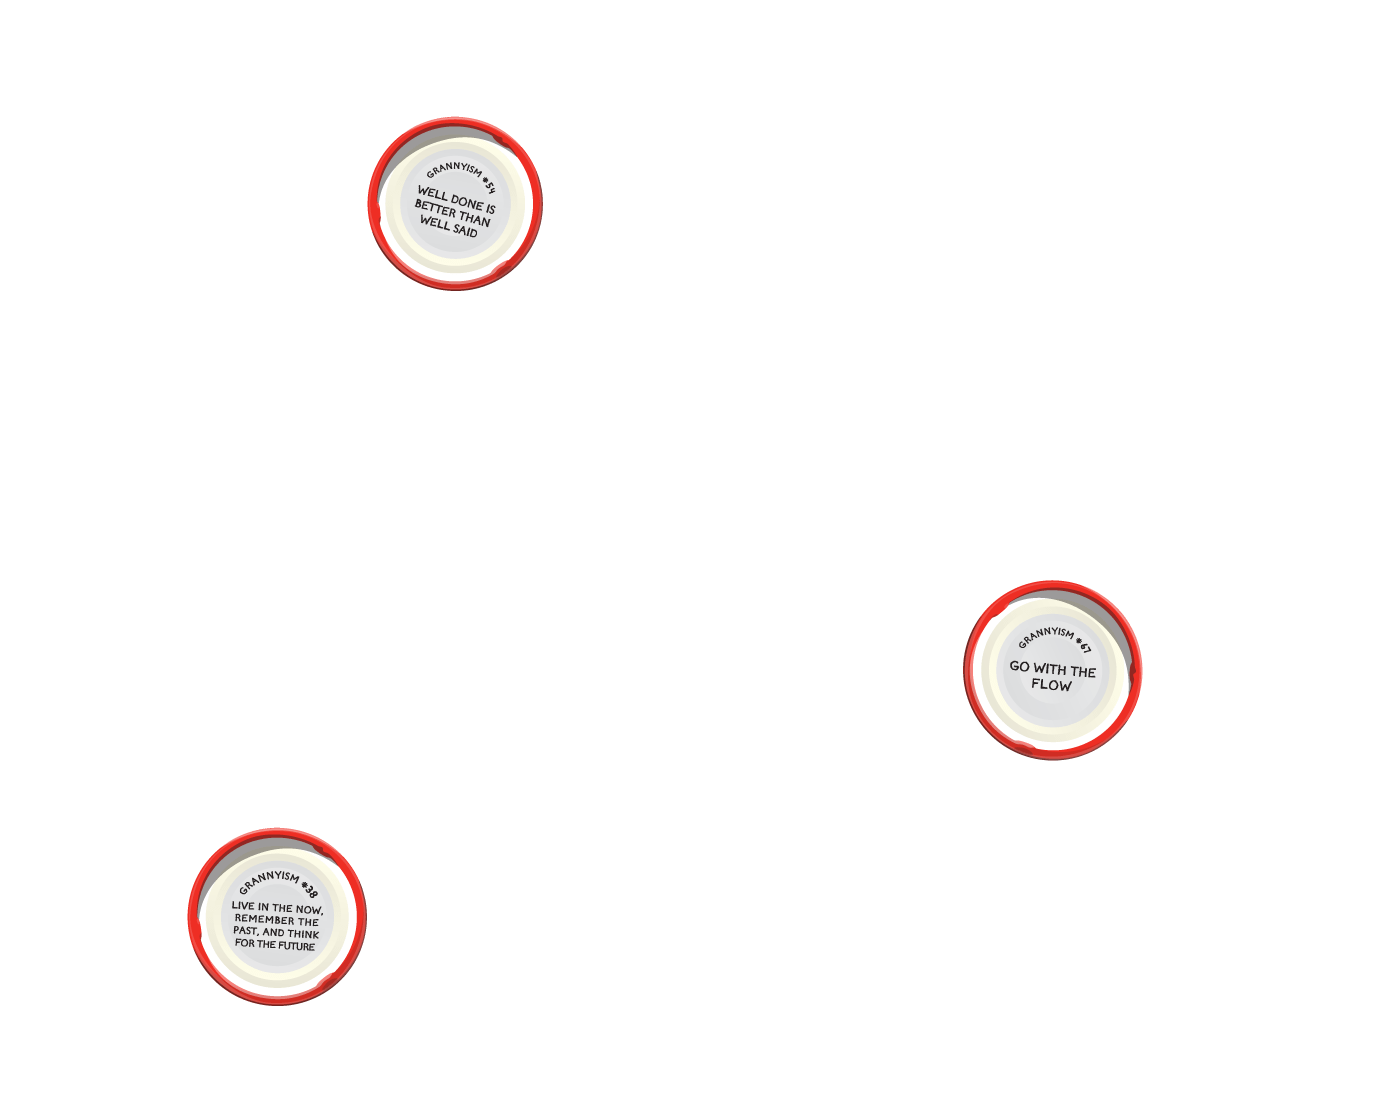 GRANNYISM #54
WELL DONE IS
BETTER THAN
WELL SAID
GRANNYISM #67
GO WITH THE
FLOW
GRANNYISM #38
LIVE IN THE NOW,
REMEMBER THE
PAST, AND THINK
FOR THE FUTURE